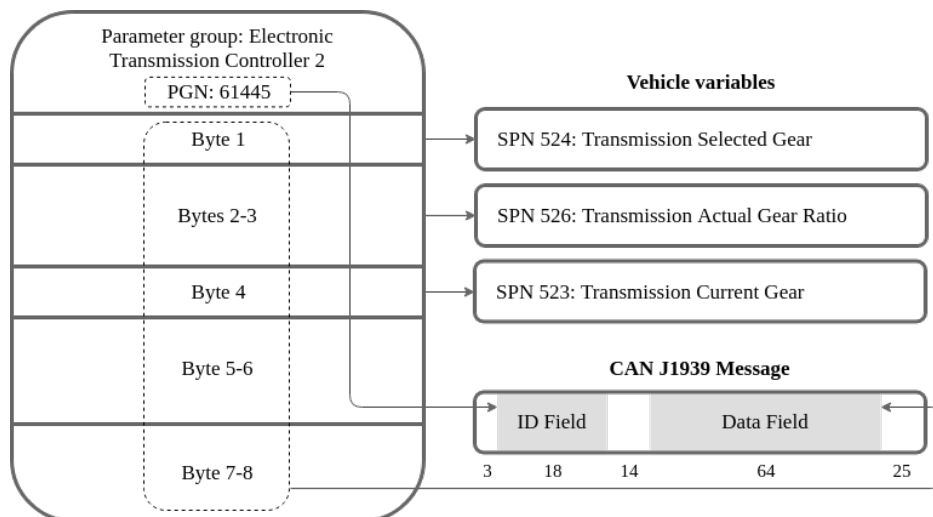 Parameter group: Electronic
Transmission Controller 2
PGN: 61445
Byte 1
Bytes 2-3
Byte 4
Byte 5-6
Byte 7-8
Vehicle variables
SPN 524: Transmission Selected Gear
SPN 526: Transmission Actual Gear Ratio
SPN 523: Transmission Current Gear
CAN J1939 Message
ID Field Data Field
3 18 14 64 25